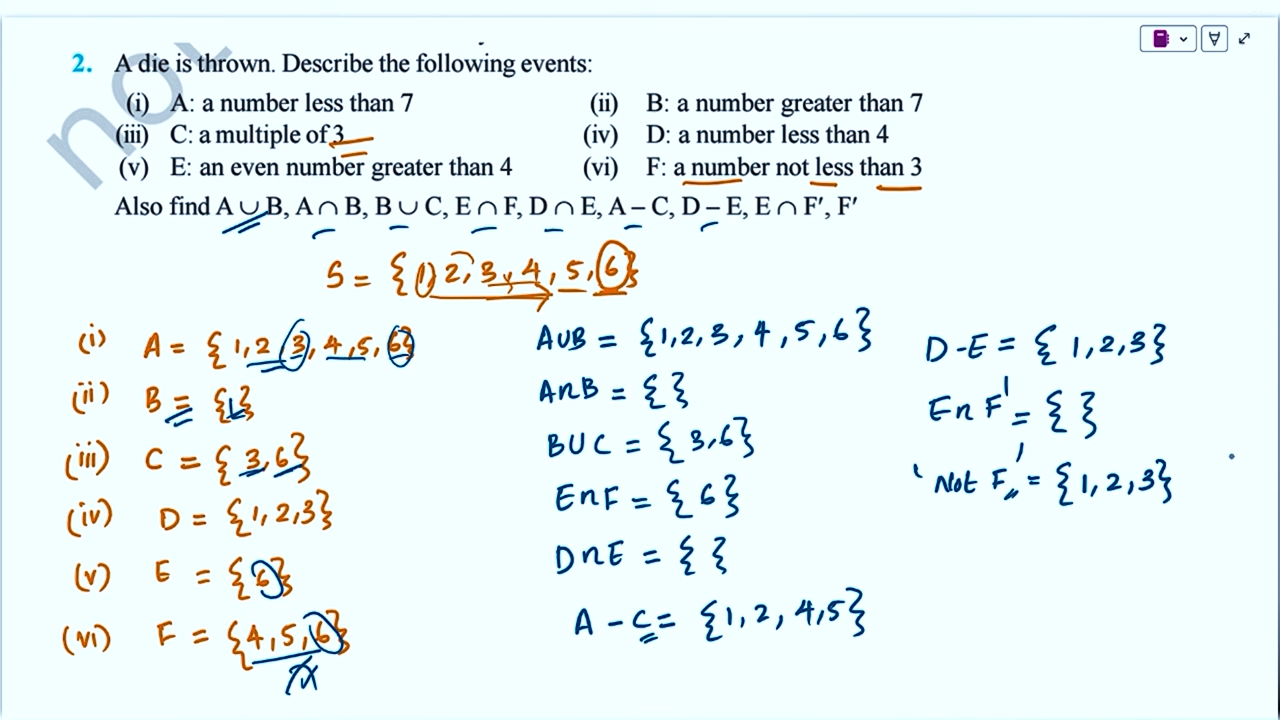 not
2. A die is thrown. Describe the following events:
(i) A: a number less than 7 (ii) B: a number greater than 7
(iii) C: a multiple of 3 (iv) D: a number less than 4
(v) E: an even number greater than 4 (vi) F: a number not less than 3
Also find A ∪ B, A ∩ B, B ∪ C, E ∩ F, D ∩ E, A – C, D – E, E ∩ F′, F′
S = {1, 2, 3, 4, 5, 6}
(i) A = {1, 2, 3, 4, 5, 6}
(ii) B = { }
(iii) C = {3, 6}
(iv) D = {1, 2, 3}
(v) E = {6}
(vi) F = {4, 5, 6}
A∪B = {1, 2, 3, 4, 5, 6}
A∩B = { }
B∪C = {3, 6}
E∩F = {6}
D∩E = { }
A - C = {1, 2, 4, 5}
D - E = {1, 2, 3}
E∩F′ = { }
' Not F′,, = {1, 2, 3}